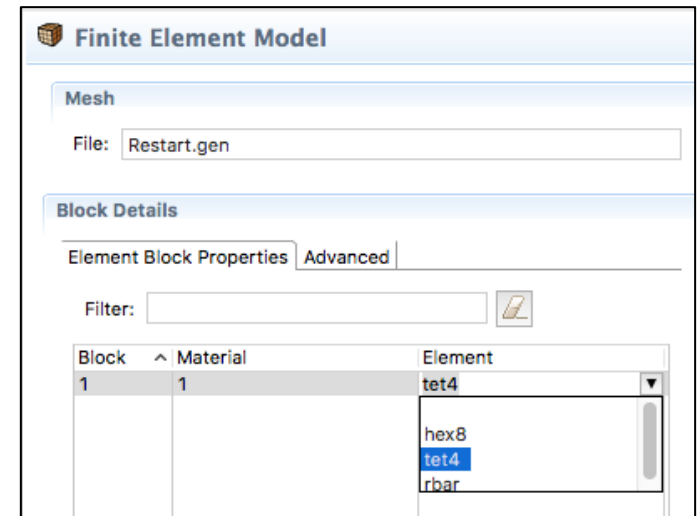 Finite Element Model
Mesh
File: Restart.gen
Block Details
Element Block Properties Advanced
Filter:
Block Material Element
1 1 tet4
hex8
tet4
rbar